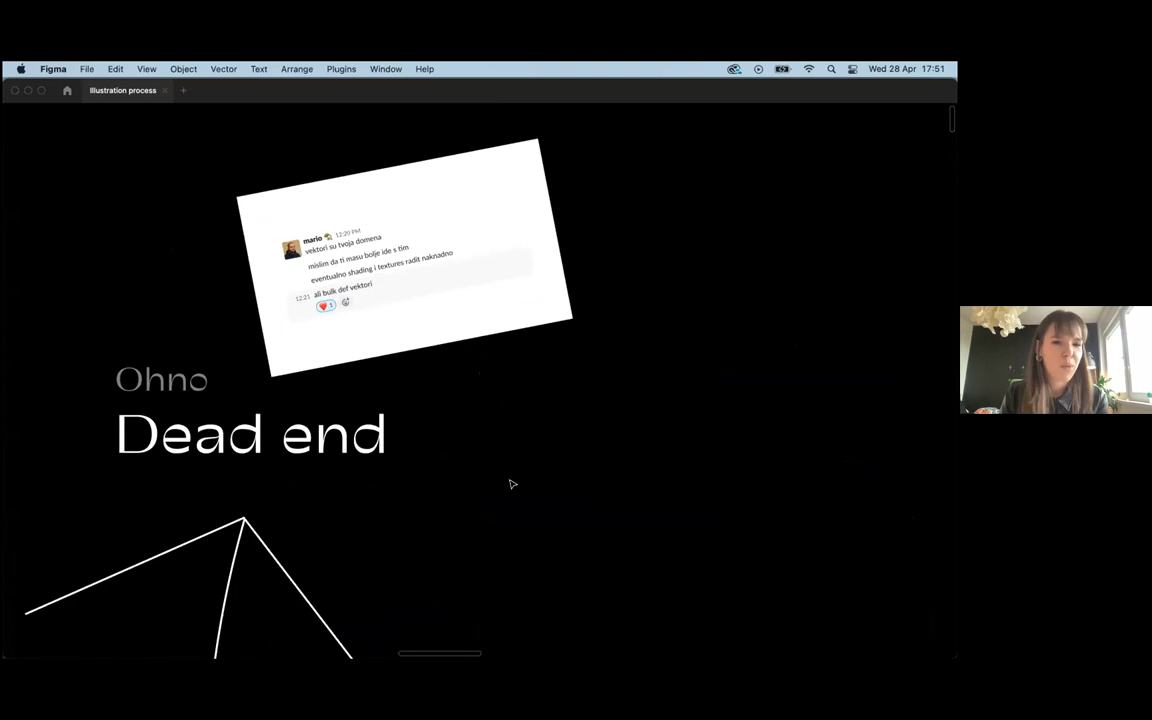 Figma File Edit View Object Vector Text Arrange Plugins Window Help Wed 28 Apr 17:51
Illustration process
mario 12:20 PM
vektori su tvoja domena
mislim da ti masu bolje ide s tim
eventualno shading i textures radit naknadno
12:21 ali bulk def vektori
1
Ohno
Dead end